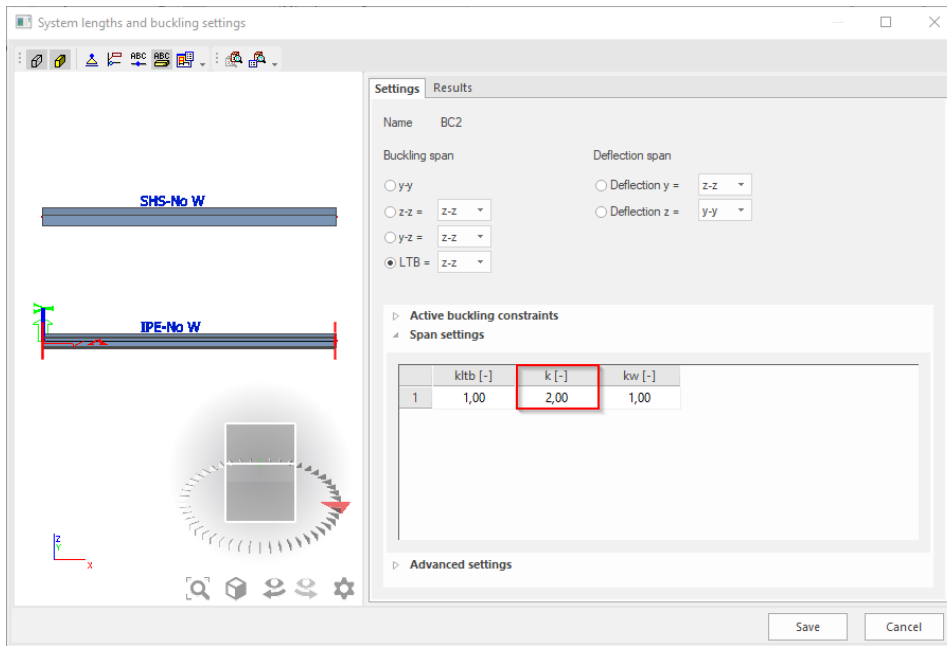 System lengths and buckling settings
ABC ABC
Settings Results
Name BC2
Buckling span Deflection span
y-y Deflection y = z-z
z-z = z-z Deflection z = y-y
y-z = z-z
LTB = z-z
SHS-No W
IPE-No W
Active buckling constraints
Span settings
kltb [-] k [-] kw [-]
1 1,00 2,00 1,00
Advanced settings
z
Y
x
Save Cancel